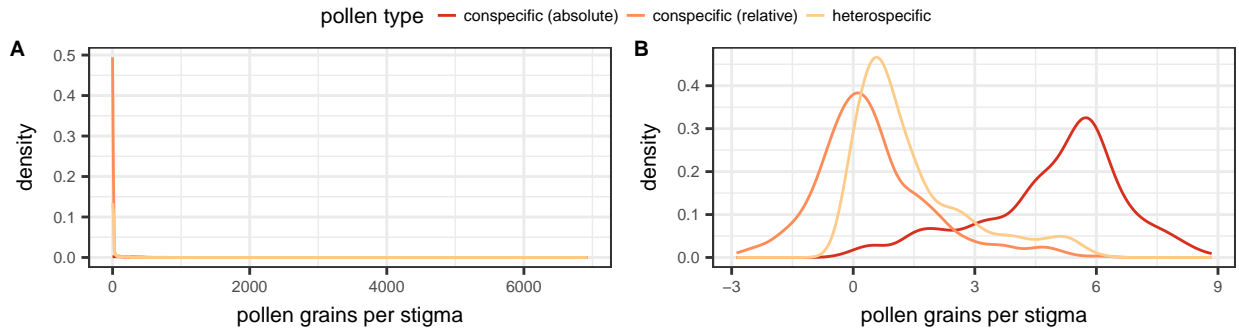 pollen type conspecific (absolute) conspecific (relative) heterospecific
A
0.5
0.4
0.3
0.2
0.1
0.0
density
0 2000 4000 6000
pollen grains per stigma
B
0.4
0.3
0.2
0.1
0.0
density
−3 0 3 6 9
pollen grains per stigma